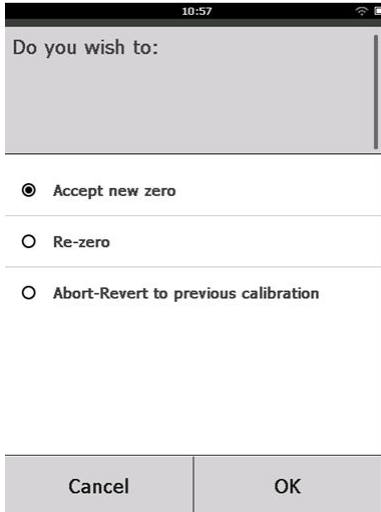 10:57
Do you wish to:
Accept new zero
Re-zero
Abort-Revert to previous calibration
Cancel
OK